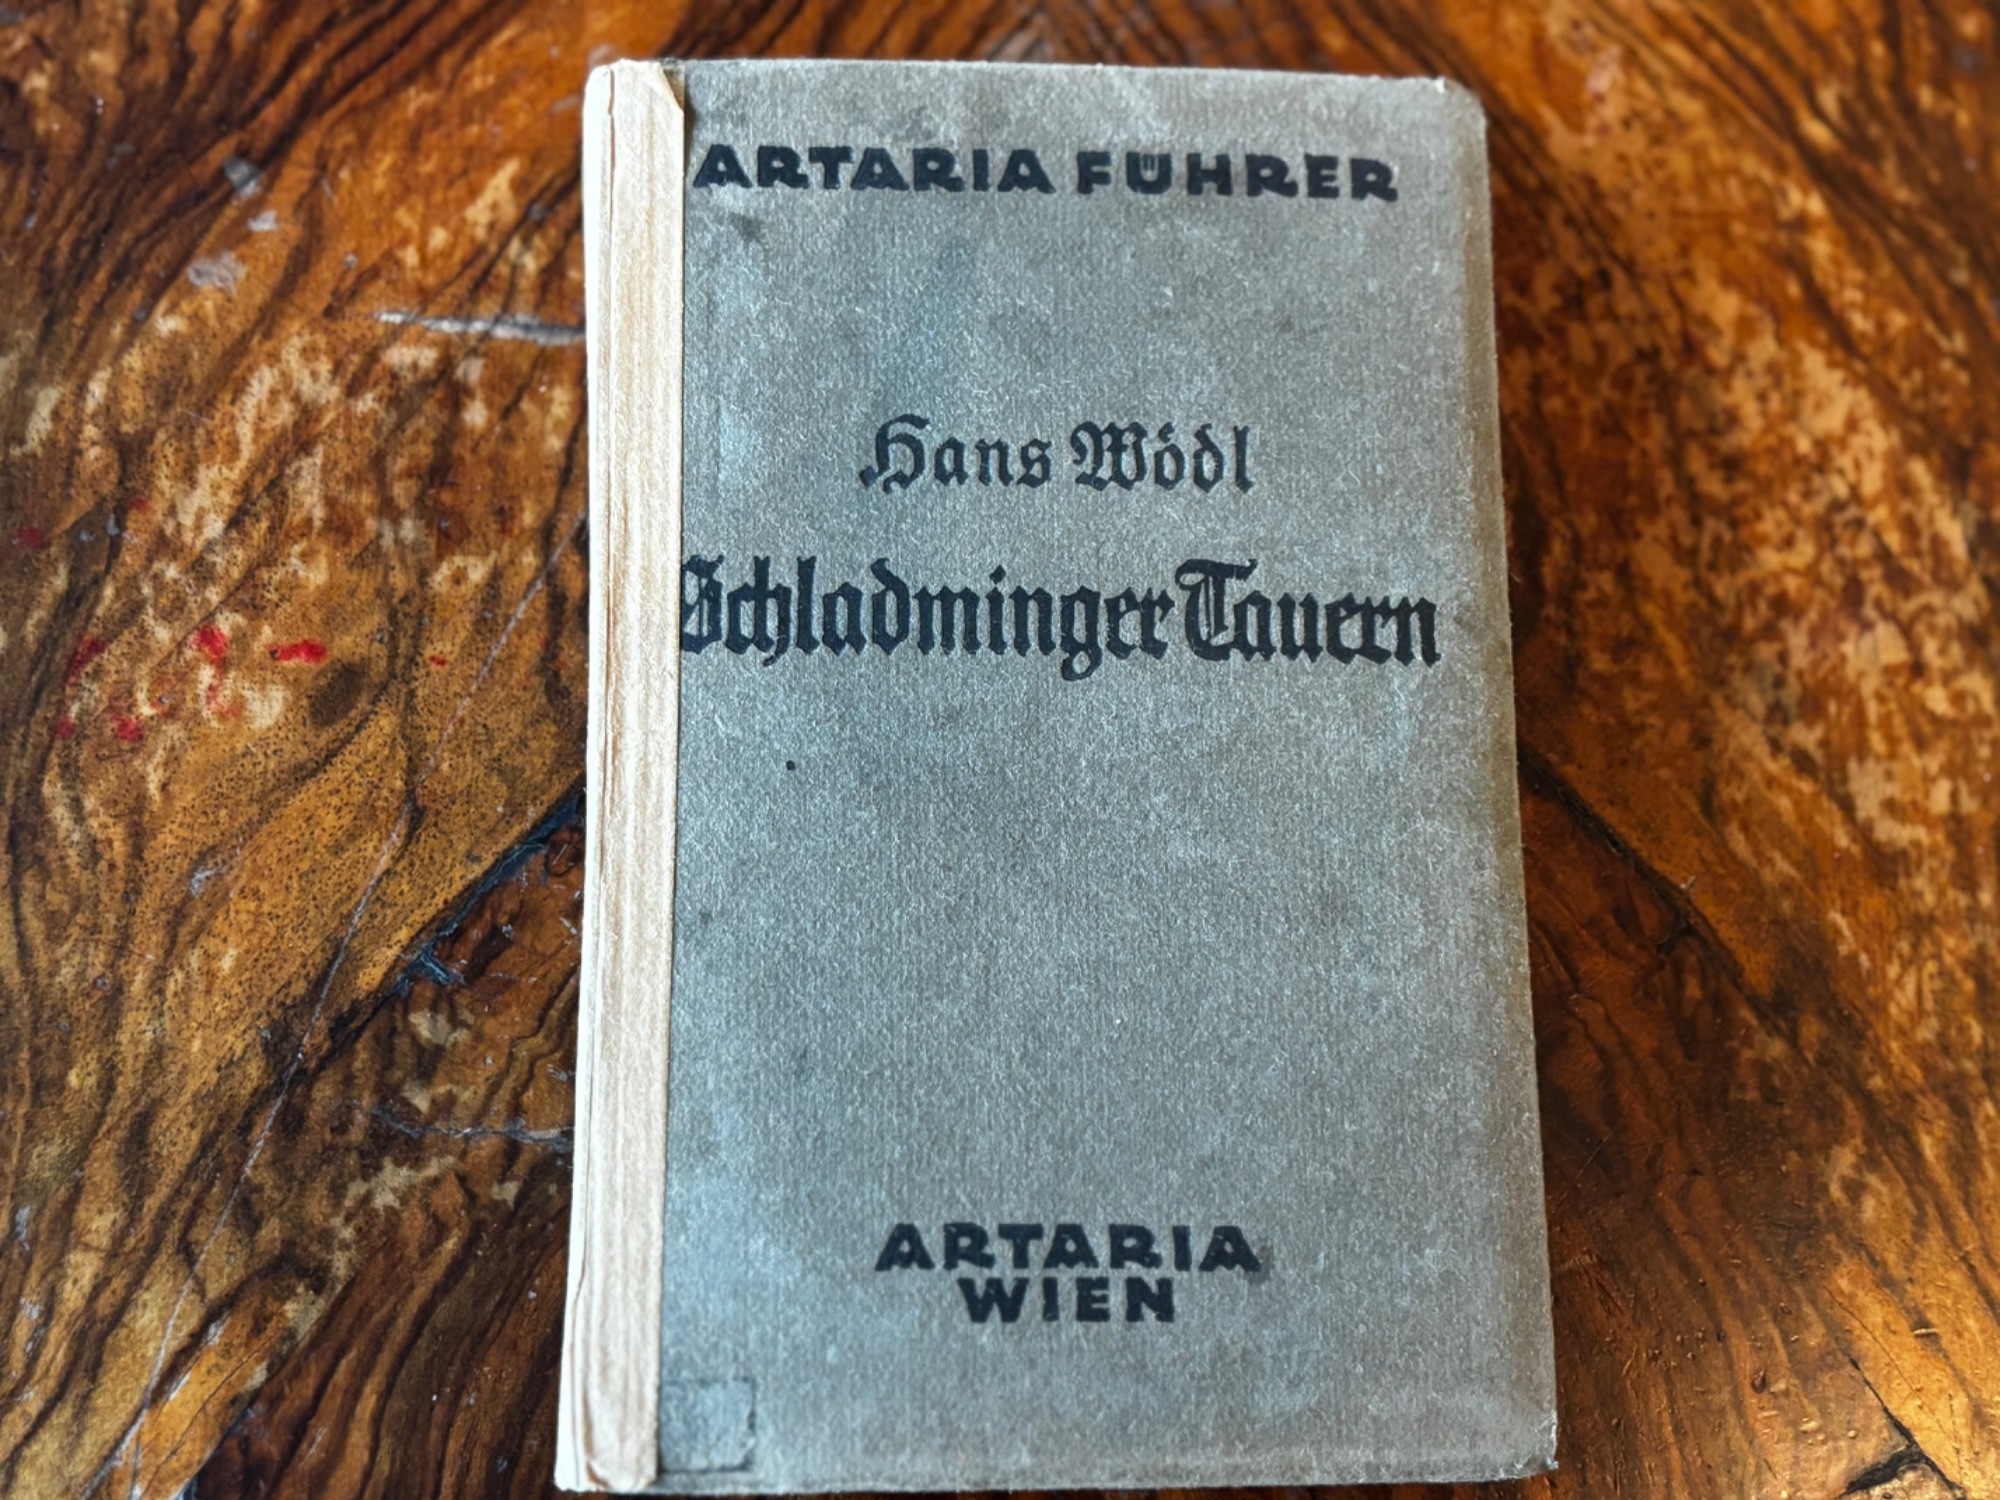 ARTARIA FÜHRER
Hans Wödl
Schladminger Tauern
ARTARIA
WIEN